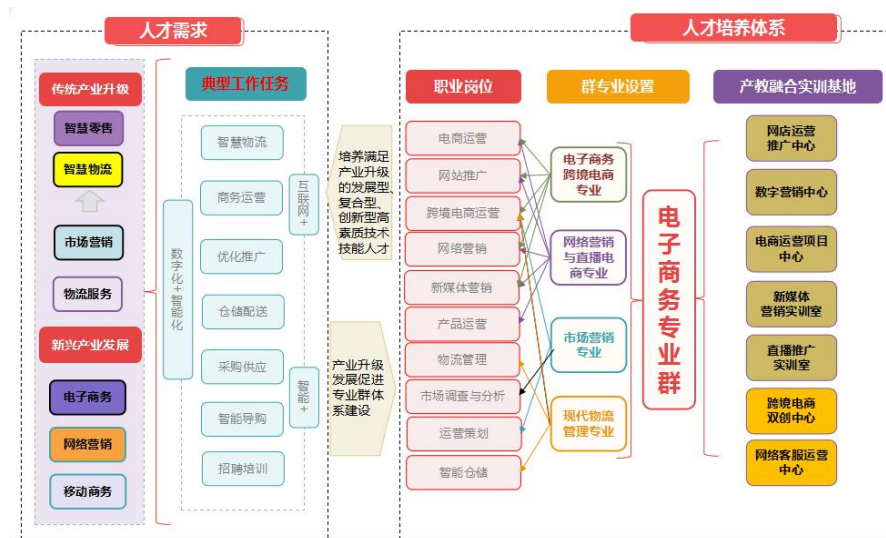 人才需求
人才培养体系
传统产业升级
智慧零售
智慧物流
市场营销
物流服务
新兴产业发展
电子商务
网络营销
移动商务
典型工作任务
数字化+智能化
智慧物流
商务运营
优化推广
仓储配送
采购供应
智能导购
招聘培训
互联网+
智能+
培养满足
产业升级
的发展型、
复合型、
创新型高
素质技术
技能人才
产业升级
发展促进
专业群体
系建设
职业岗位
电商运营
网站推广
跨境电商运营
网络营销
新媒体营销
产品运营
物流管理
市场调查与分析
运营策划
智能仓储
群专业设置
电子商务
跨境电商
专业
网络营销
与直播电
商专业
市场营销
专业
现代物流
管理专业
电子商务专业群
产教融合实训基地
网店运营
推广中心
数字营销中心
电商运营项目
中心
新媒体
营销实训室
直播推广
实训室
跨境电商
双创中心
网络客服运营
中心